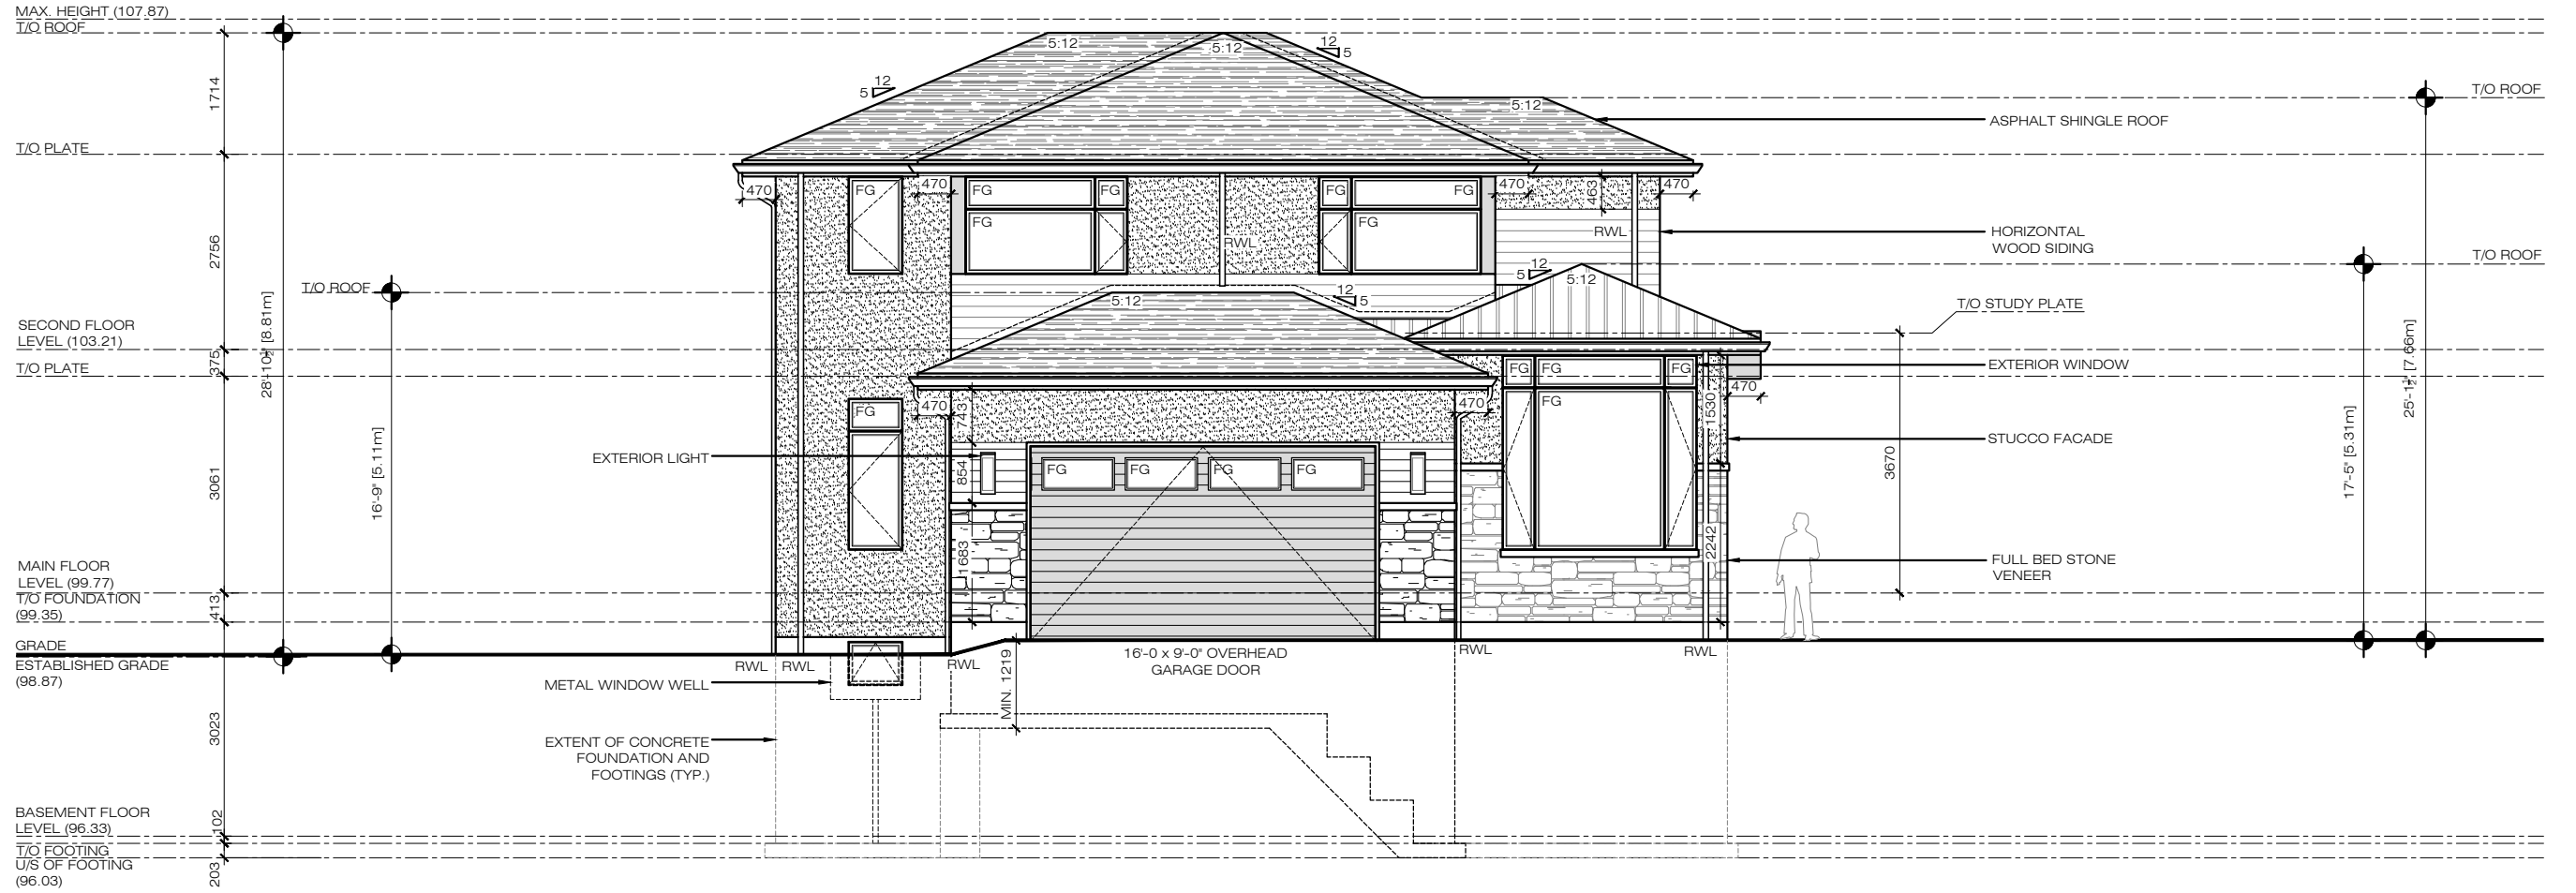 MAX. HEIGHT (107.87)
T/O ROOF
1714
T/O PLATE
2756
28'-10½" [8.81m]
T/O ROOF
16'-9" [5.11m]
SECOND FLOOR
LEVEL (103.21)
375
T/O PLATE
3061
MAIN FLOOR
LEVEL (99.77)
T/O FOUNDATION
(99.35)
413
GRADE
ESTABLISHED GRADE
(98.87)
3023
BASEMENT FLOOR
LEVEL (96.33)
102
T/O FOOTING
U/S OF FOOTING
(96.03)
203
5:12
5:12
12
5
12
5
5:12
470
FG
470
FG
FG
FG
RWL
FG
FG
FG
470
463
470
RWL
12
5
5:12
5:12
12
5
FG
470
743
854
1683
EXTERIOR LIGHT
FG
FG
FG
FG
470
FG
FG
FG
FG
1530
470
2242
3670
T/O ROOF
ASPHALT SHINGLE ROOF
HORIZONTAL
WOOD SIDING
T/O ROOF
T/O STUDY PLATE
EXTERIOR WINDOW
STUCCO FACADE
FULL BED STONE
VENEER
17'-5" [5.31m]
25'-1½" [7.66m]
RWL
RWL
RWL
MIN. 1219
16'-0 x 9'-0" OVERHEAD
GARAGE DOOR
RWL
RWL
METAL WINDOW WELL
EXTENT OF CONCRETE
FOUNDATION AND
FOOTINGS (TYP.)